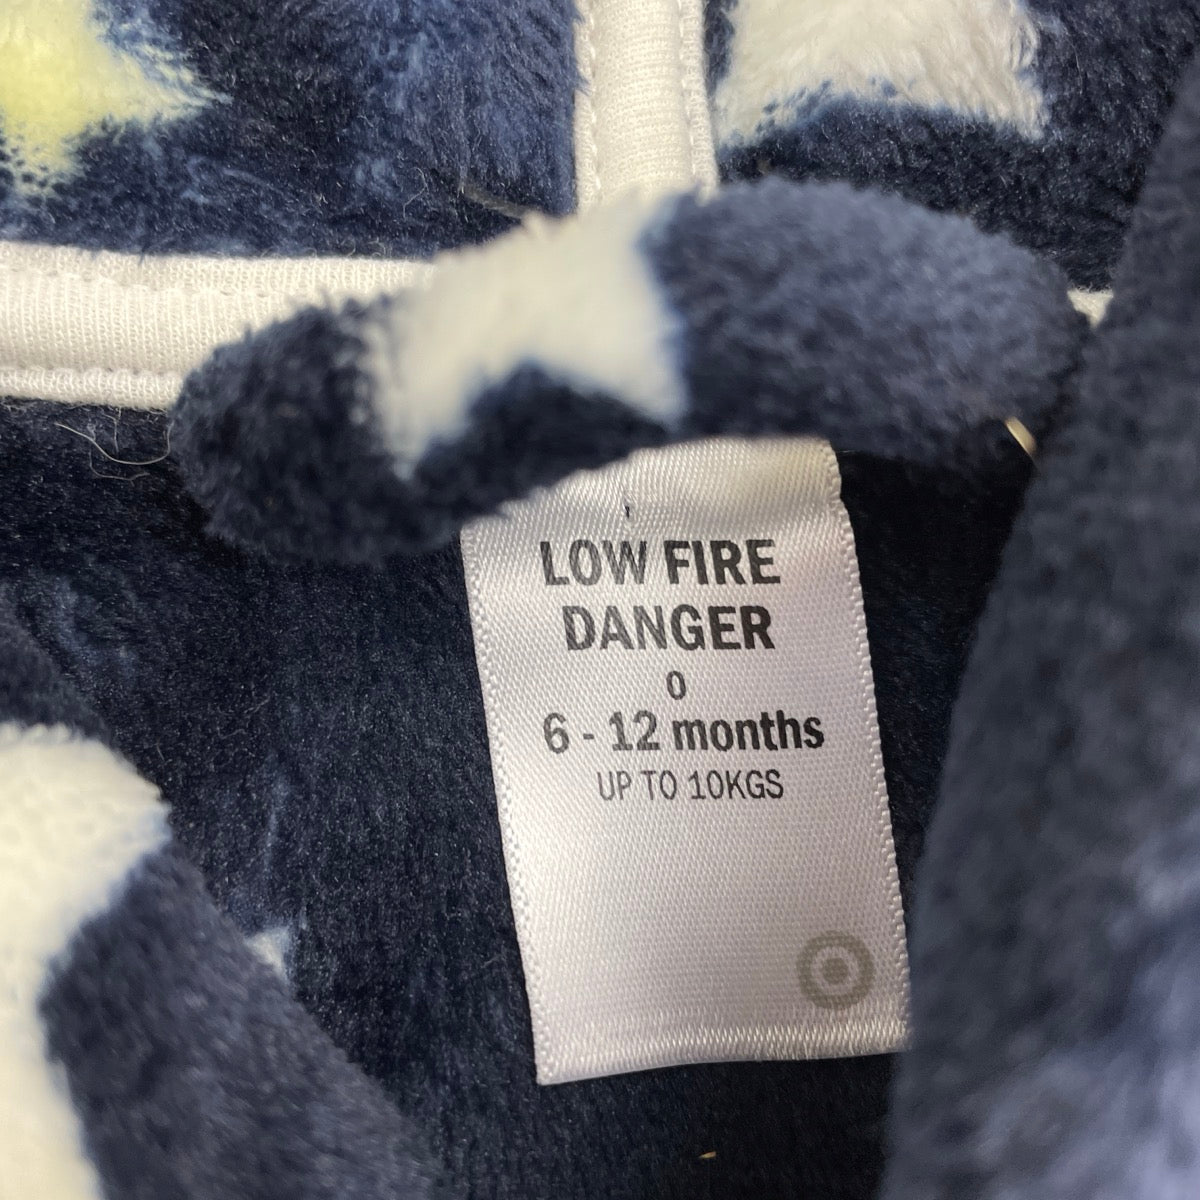 LOW FIRE
DANGER
0
6 - 12 months
UP TO 10KGS